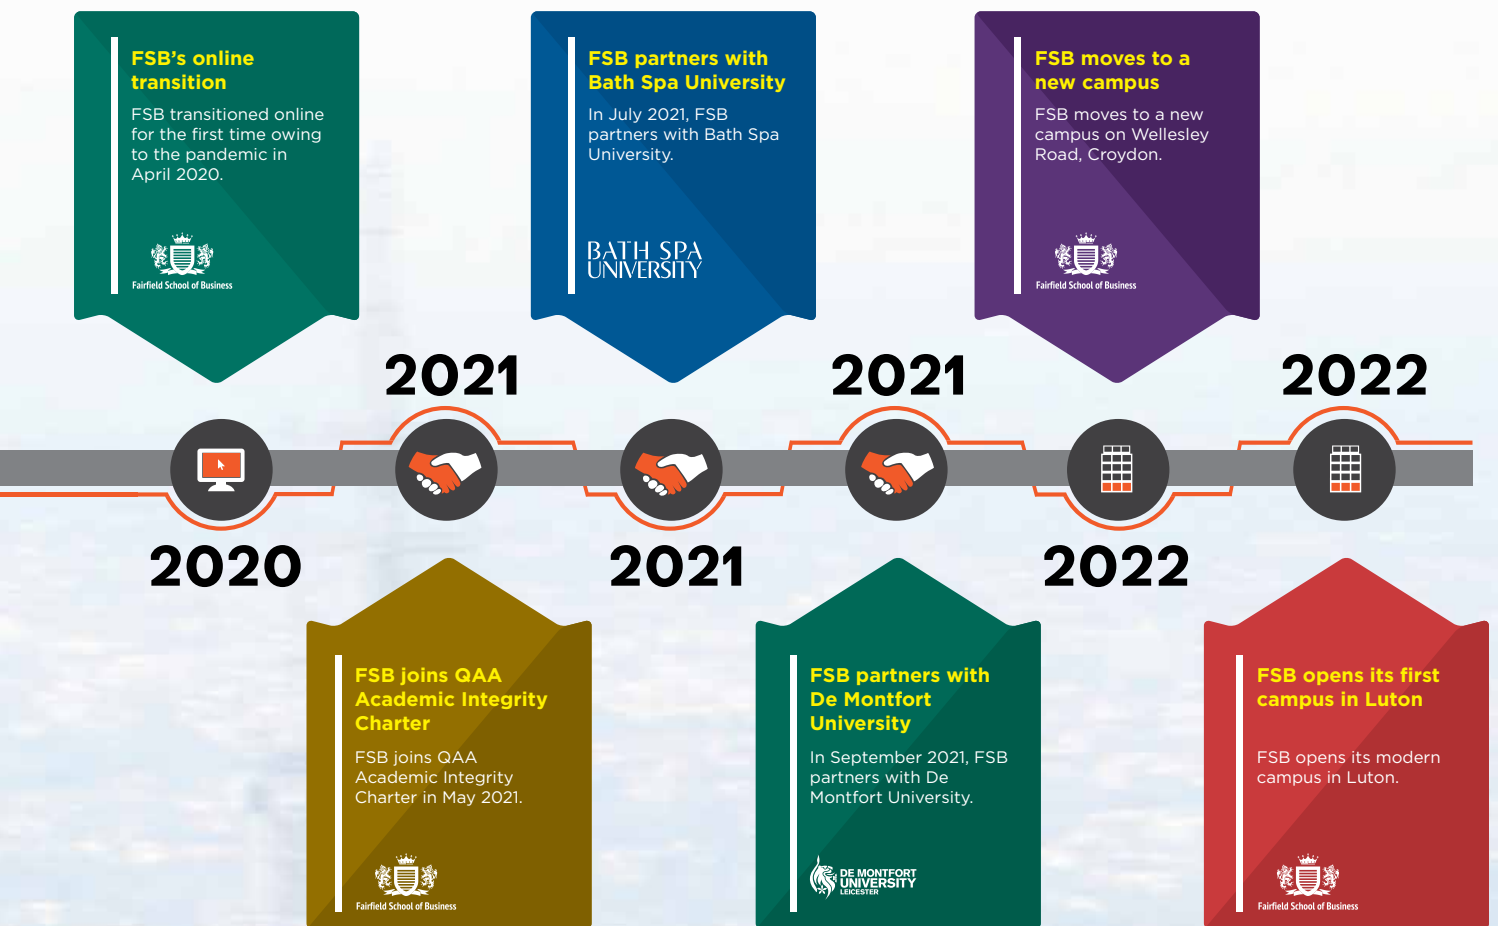 FSB’s online
transition
FSB transitioned online
for the first time owing
to the pandemic in
April 2020.
Fairfield School of Business
2020
2021
FSB joins QAA
Academic Integrity
Charter
FSB joins QAA
Academic Integrity
Charter in May 2021.
Fairfield School of Business
FSB partners with
Bath Spa University
In July 2021, FSB
partners with Bath Spa
University.
BATH SPA
UNIVERSITY
2021
2021
FSB partners with
De Montfort
University
In September 2021, FSB
partners with De
Montfort University.
DE MONTFORT
UNIVERSITY
LEICESTER
FSB moves to a
new campus
FSB moves to a new
campus on Wellesley
Road, Croydon.
Fairfield School of Business
2022
2022
FSB opens its first
campus in Luton
FSB opens its modern
campus in Luton.
Fairfield School of Business